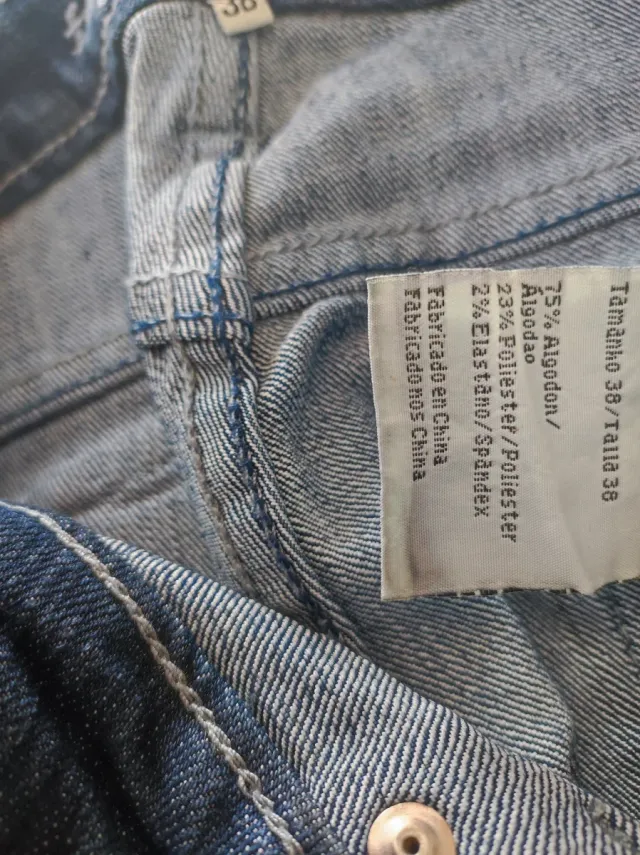 38
Tamanho 38/Talla 38
75% Algodon/
Algodao
23% Poliester/Poliester
2% Elastano/Spandex
Fabricado en China
Fabricado nos China